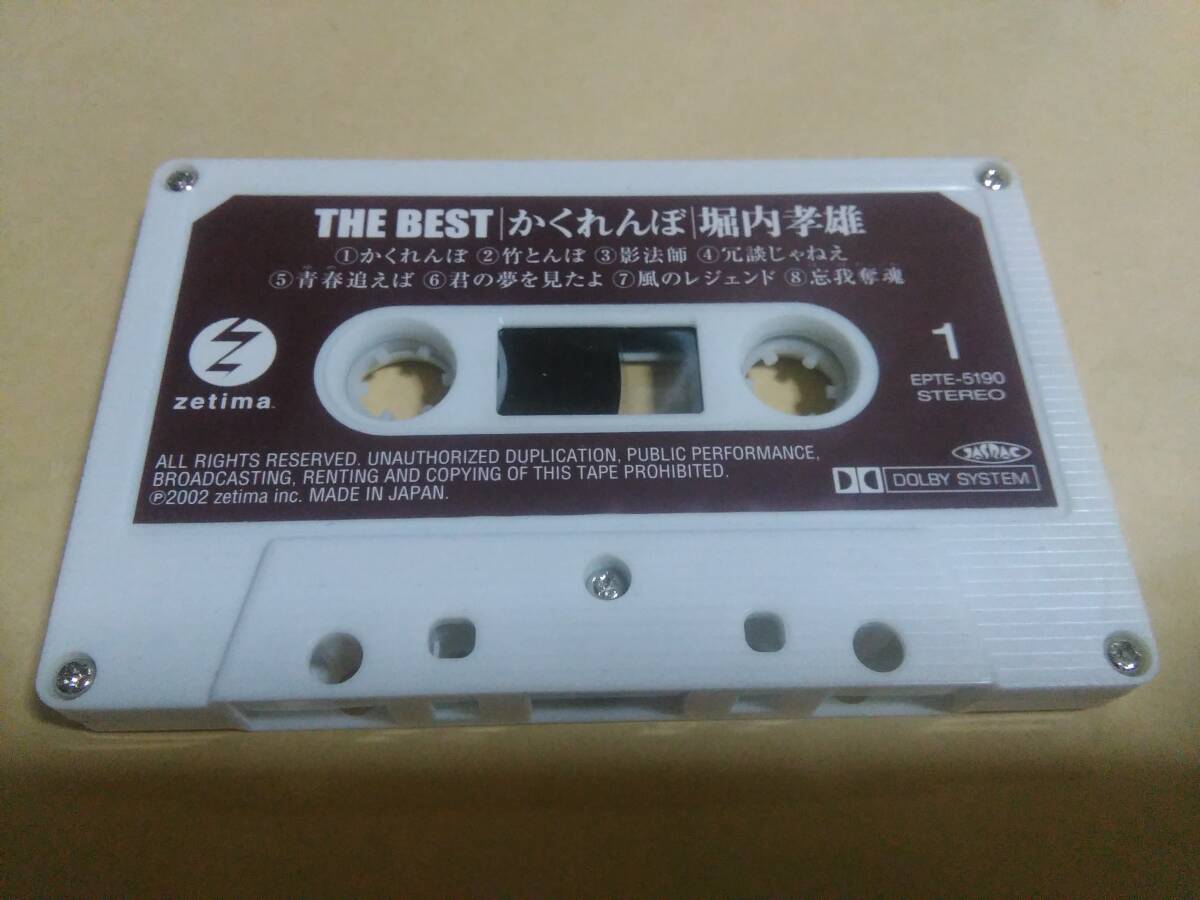 THE BEST|かくれんぼ|堀内孝雄
①かくれんぼ ②竹とんぼ ③影法師 ④冗談じゃねえ
⑤青春追えば ⑥君の夢を見たよ ⑦風のレジェンド ⑧忘我奪魂
zetima
1
EPTE-5190
STEREO
ALL RIGHTS RESERVED. UNAUTHORIZED DUPLICATION, PUBLIC PERFORMANCE,
BROADCASTING, RENTING AND COPYING OF THIS TAPE PROHIBITED.
℗2002 zetima inc. MADE IN JAPAN.
JASRAC
DOLBY SYSTEM